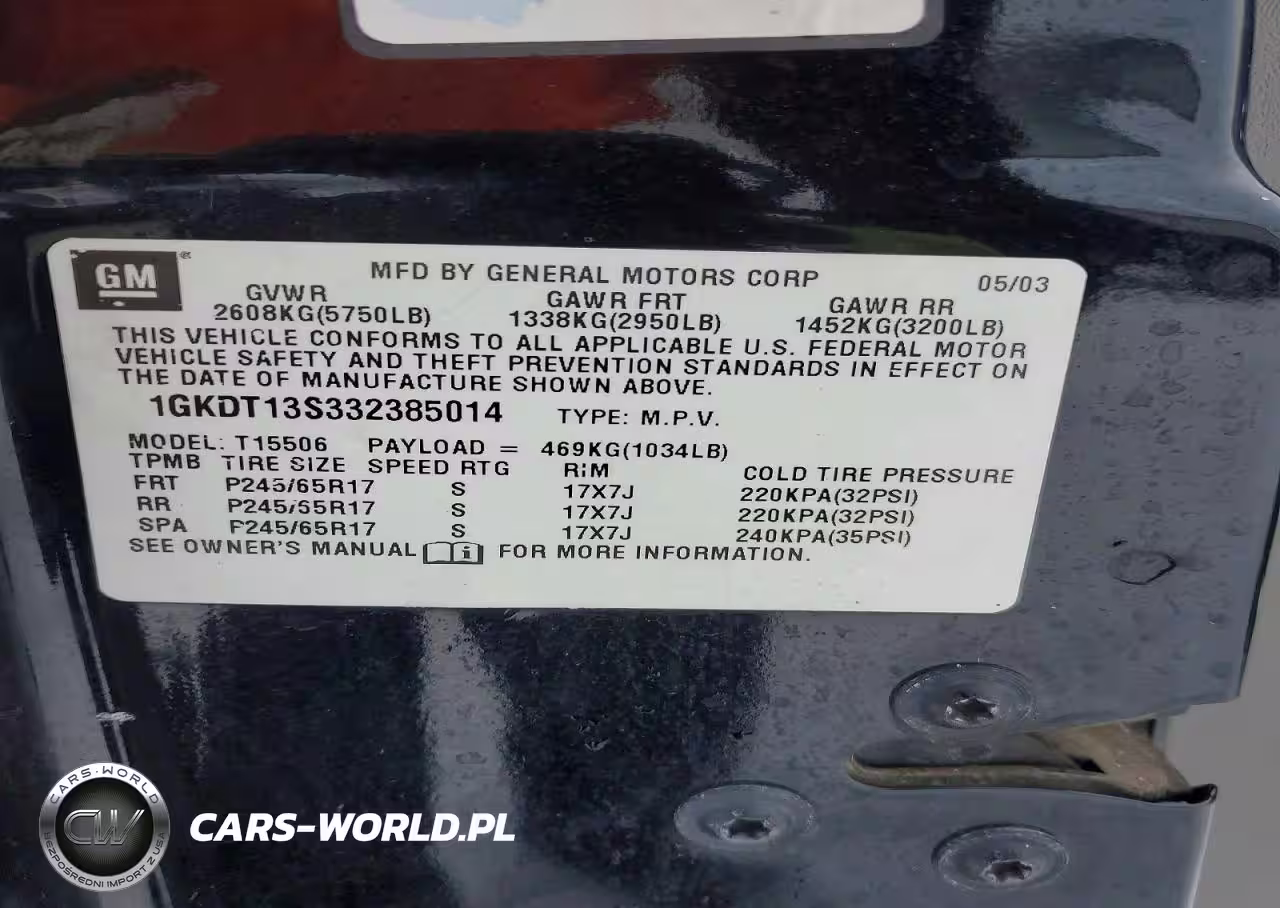 GM ®
MFD BY GENERAL MOTORS CORP 05/03
GVWR GAWR FRT GAWR RR
2608KG(5750LB) 1338KG(2950LB) 1452KG(3200LB)
THIS VEHICLE CONFORMS TO ALL APPLICABLE U.S. FEDERAL MOTOR
VEHICLE SAFETY AND THEFT PREVENTION STANDARDS IN EFFECT ON
THE DATE OF MANUFACTURE SHOWN ABOVE.
1GKDT13S332385014 TYPE: M.P.V.
MODEL: T15506 PAYLOAD = 469KG(1034LB)
TPMB TIRE SIZE SPEED RTG RIM COLD TIRE PRESSURE
FRT P245/65R17 S 17X7J 220KPA(32PSI)
RR P245/65R17 S 17X7J 220KPA(32PSI)
SPA P245/65R17 S 17X7J 240KPA(35PSI)
SEE OWNER'S MANUAL i FOR MORE INFORMATION.
CARS-WORLD
CW
BEZPOŚREDNI IMPORT Z USA
CARS-WORLD.PL